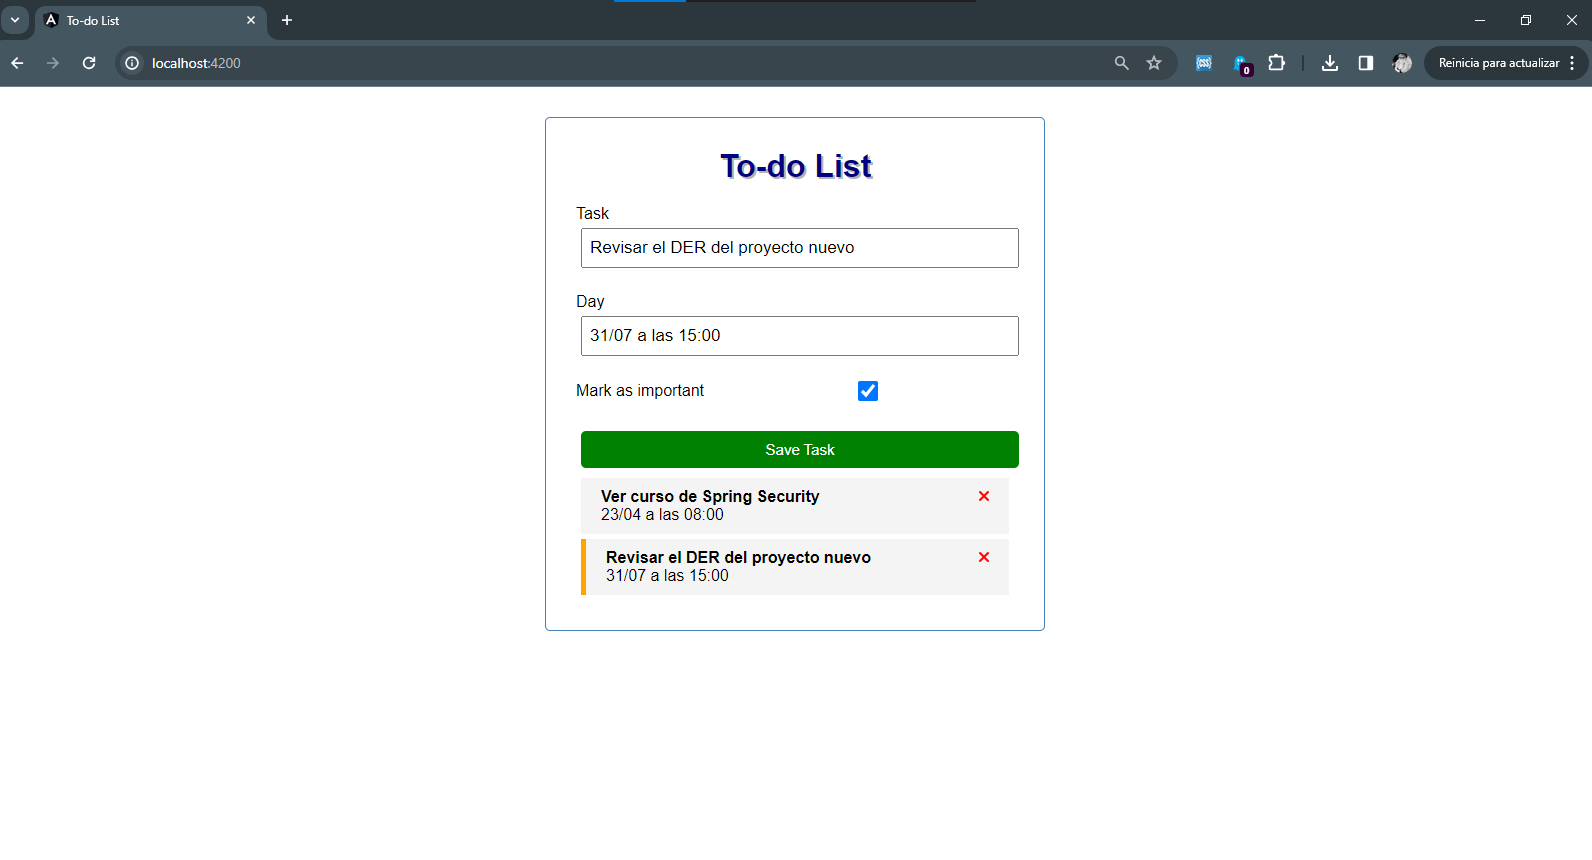 To-do List
localhost:4200
0
Reinicia para actualizar
To-do List
Task
Revisar el DER del proyecto nuevo
Day
31/07 a las 15:00
Mark as important
Save Task
Ver curso de Spring Security
23/04 a las 08:00
Revisar el DER del proyecto nuevo
31/07 a las 15:00